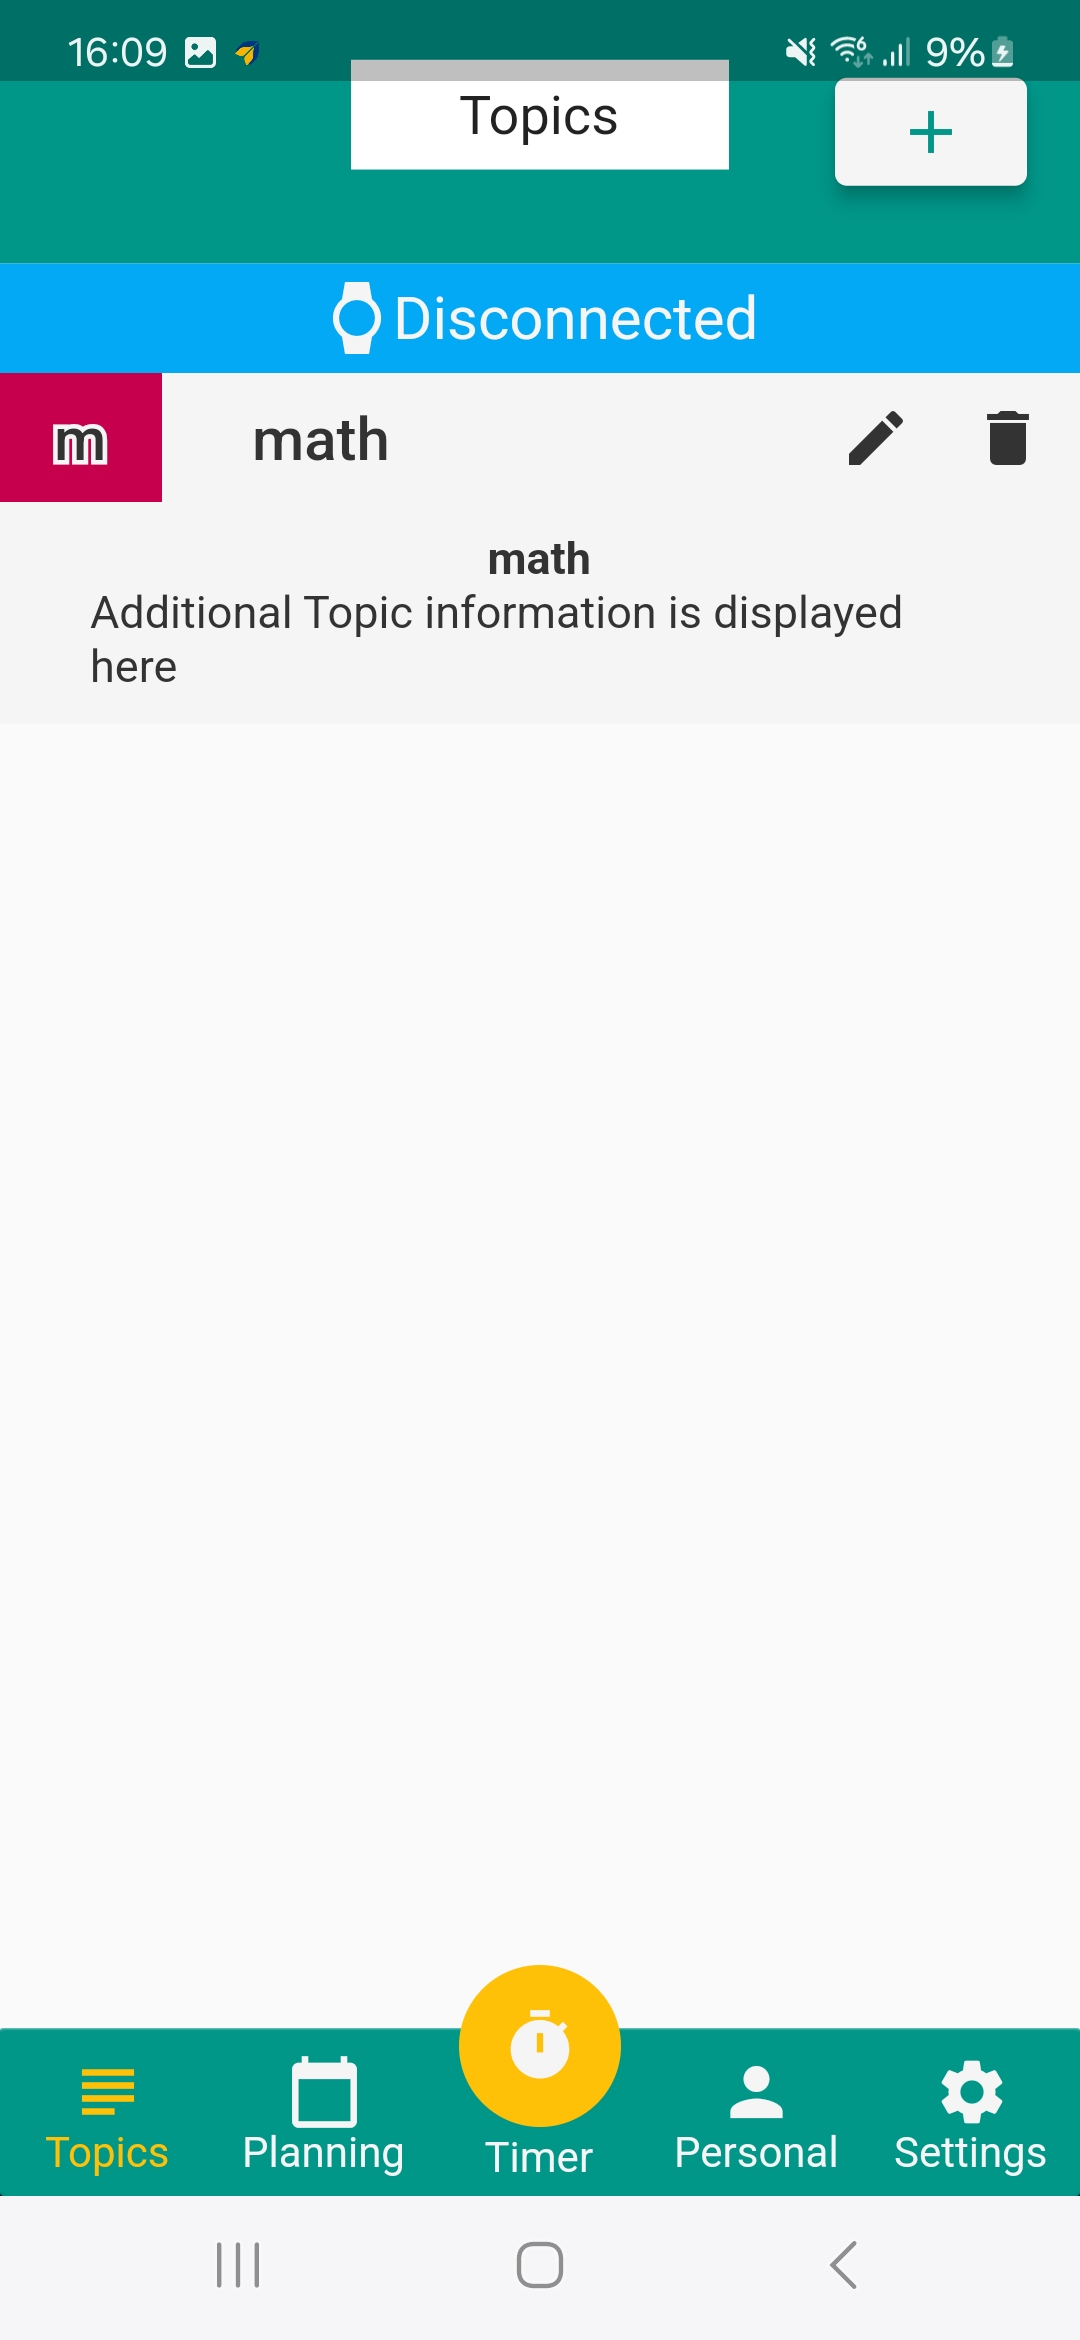 16:09 9%
Topics
Disconnected
m math
math
Additional Topic information is displayed
here
Topics Planning Timer Personal Settings